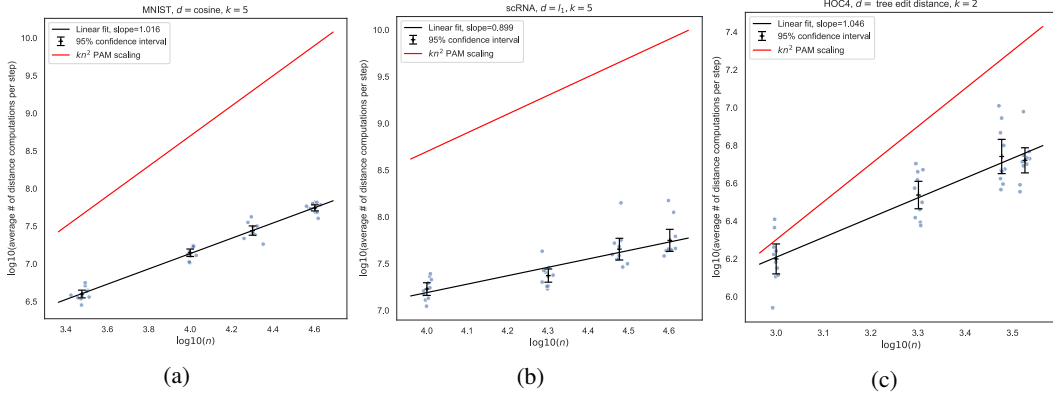 MNIST, d = cosine, k = 5
Linear fit, slope=1.016
95% confidence interval
kn² PAM scaling
log10(average # of distance computations per step)
10.0
9.5
9.0
8.5
8.0
7.5
7.0
6.5
3.4 3.6 3.8 4.0 4.2 4.4 4.6
log10(n)
(a)
scRNA, d = l₁, k = 5
Linear fit, slope=0.899
95% confidence interval
kn² PAM scaling
log10(average # of distance computations per step)
10.0
9.5
9.0
8.5
8.0
7.5
7.0
4.0 4.1 4.2 4.3 4.4 4.5 4.6
log10(n)
(b)
HOC4, d = tree edit distance, k = 2
Linear fit, slope=1.046
95% confidence interval
kn² PAM scaling
log10(average # of distance computations per step)
7.4
7.2
7.0
6.8
6.6
6.4
6.2
6.0
3.0 3.1 3.2 3.3 3.4 3.5
log10(n)
(c)